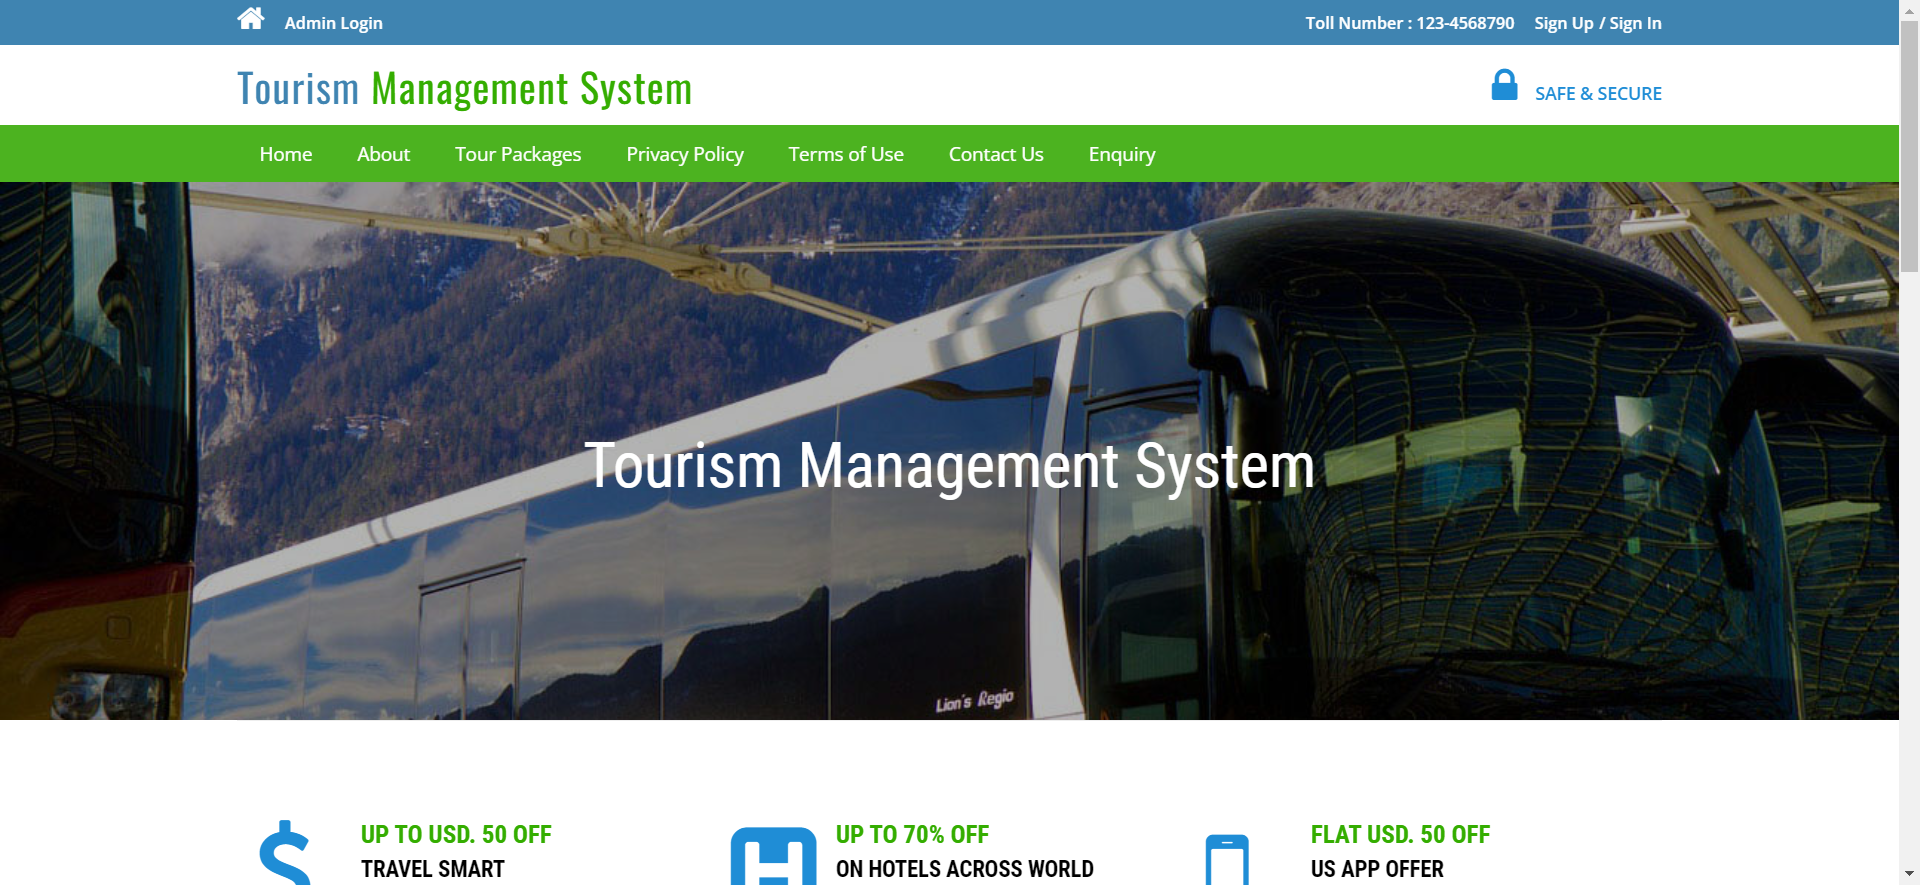 Admin Login
Toll Number : 123-4568790
Sign Up / Sign In
Tourism Management System
SAFE & SECURE
Home
About
Tour Packages
Privacy Policy
Terms of Use
Contact Us
Enquiry
Tourism Management System
Lion's Regio
UP TO USD. 50 OFF
TRAVEL SMART
UP TO 70% OFF
ON HOTELS ACROSS WORLD
FLAT USD. 50 OFF
US APP OFFER